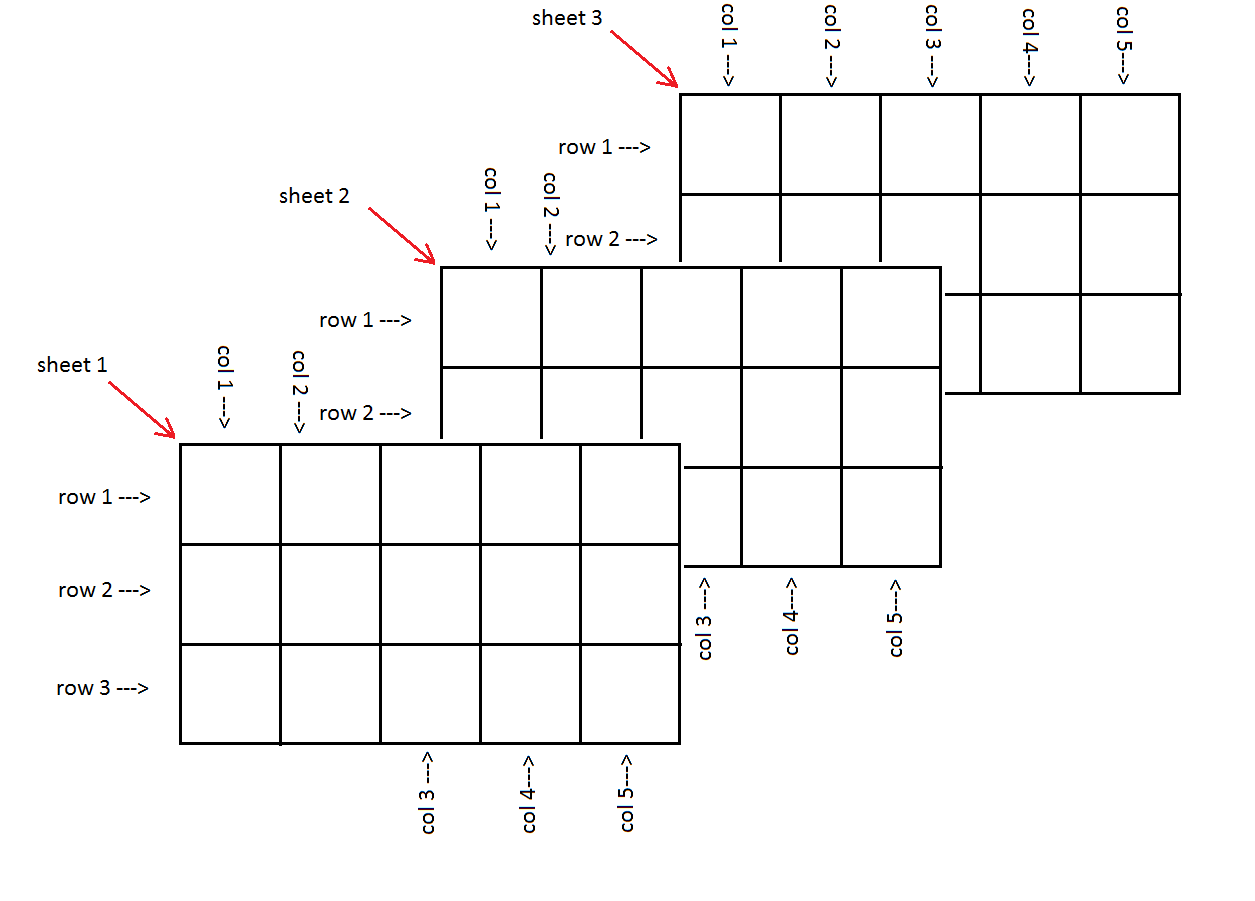 sheet 3
col 1 ---->
col 2 ---->
col 3 ---->
col 4---->
col 5---->
row 1 --->
row 2 --->
sheet 2
col 1 ---->
col 2 ---->
row 1 --->
row 2 --->
col 3 ---->
col 4---->
col 5---->
sheet 1
col 1 ---->
col 2 ---->
row 1 --->
row 2 --->
row 3 --->
col 3 ---->
col 4---->
col 5---->